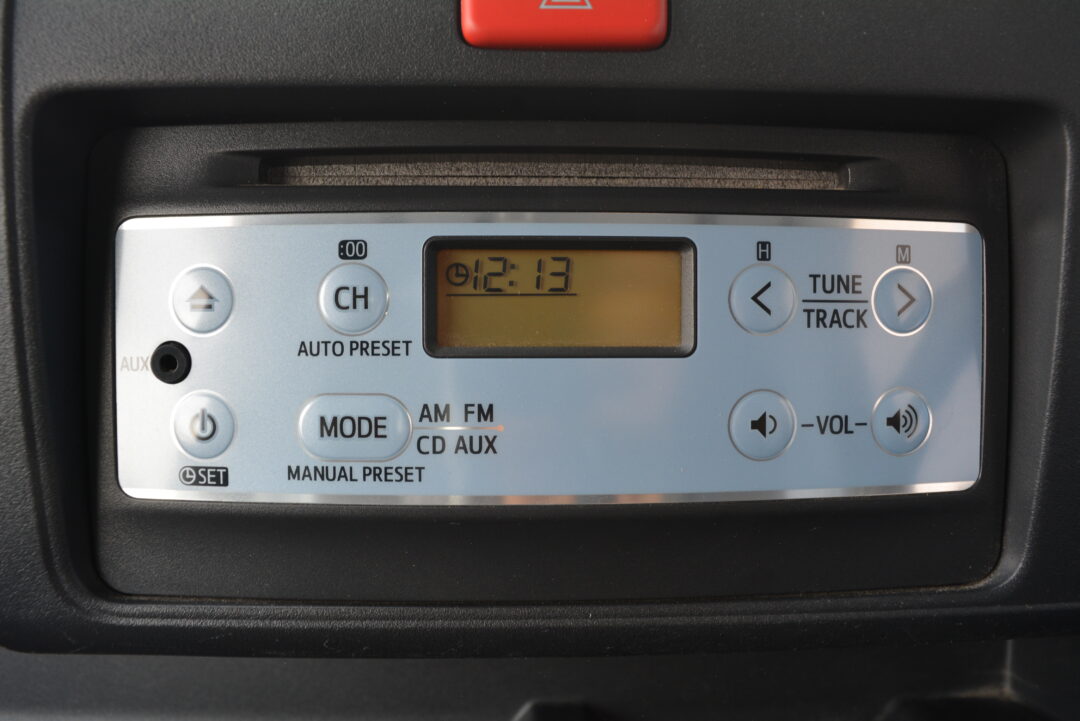 :00
H
M
12:13
CH
TUNE
TRACK
AUTO PRESET
AUX
MODE
AM FM
CD AUX
-VOL-
SET
MANUAL PRESET